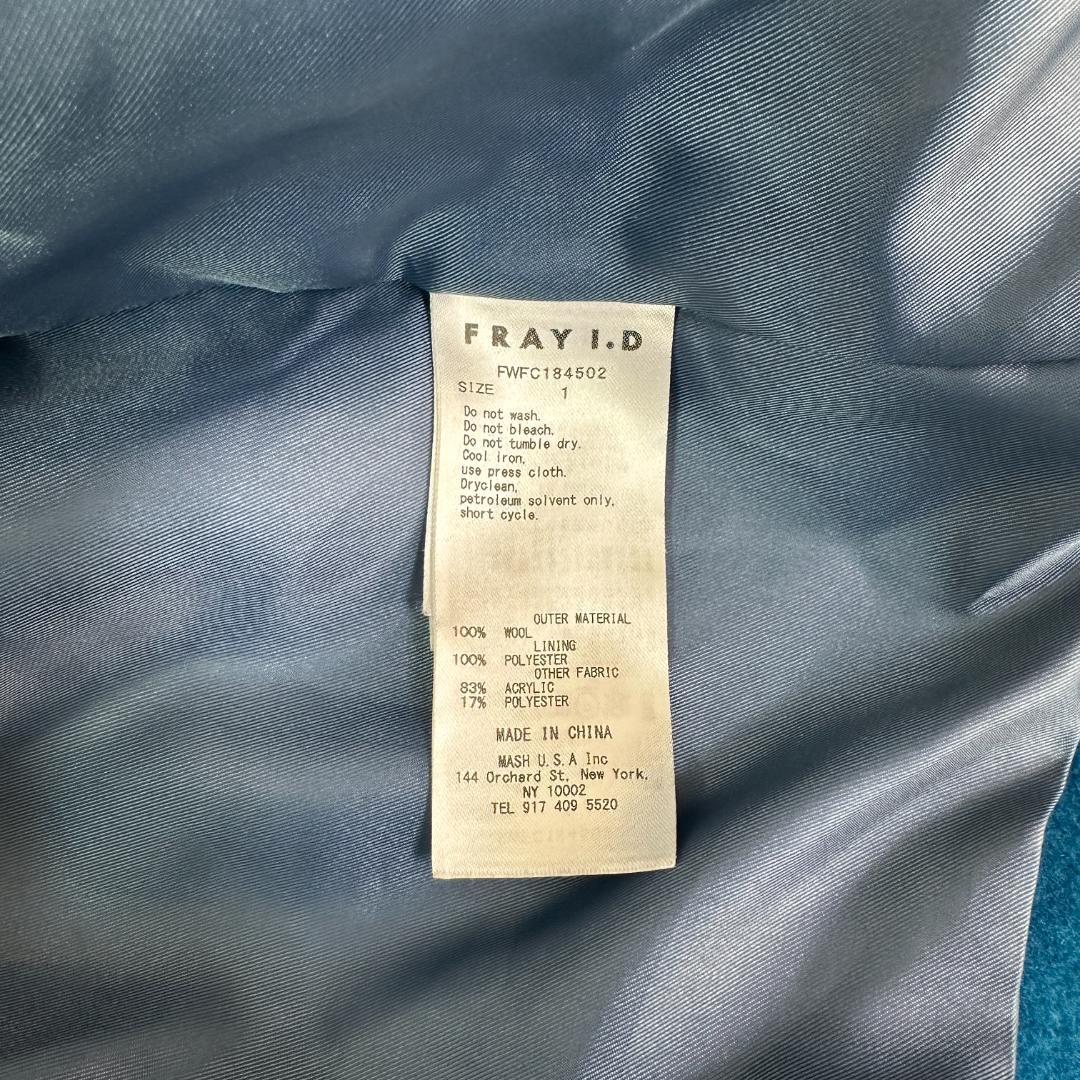 FRAY I.D
FWFC184502
SIZE 1
Do not wash.
Do not bleach.
Do not tumble dry.
Cool iron,
use press cloth.
Dryclean,
petroleum solvent only,
short cycle.
OUTER MATERIAL
100% WOOL
LINING
100% POLYESTER
OTHER FABRIC
83% ACRYLIC
17% POLYESTER
MADE IN CHINA
MASH U.S.A Inc
144 Orchard St, New York,
NY 10002
TEL 917 409 5520